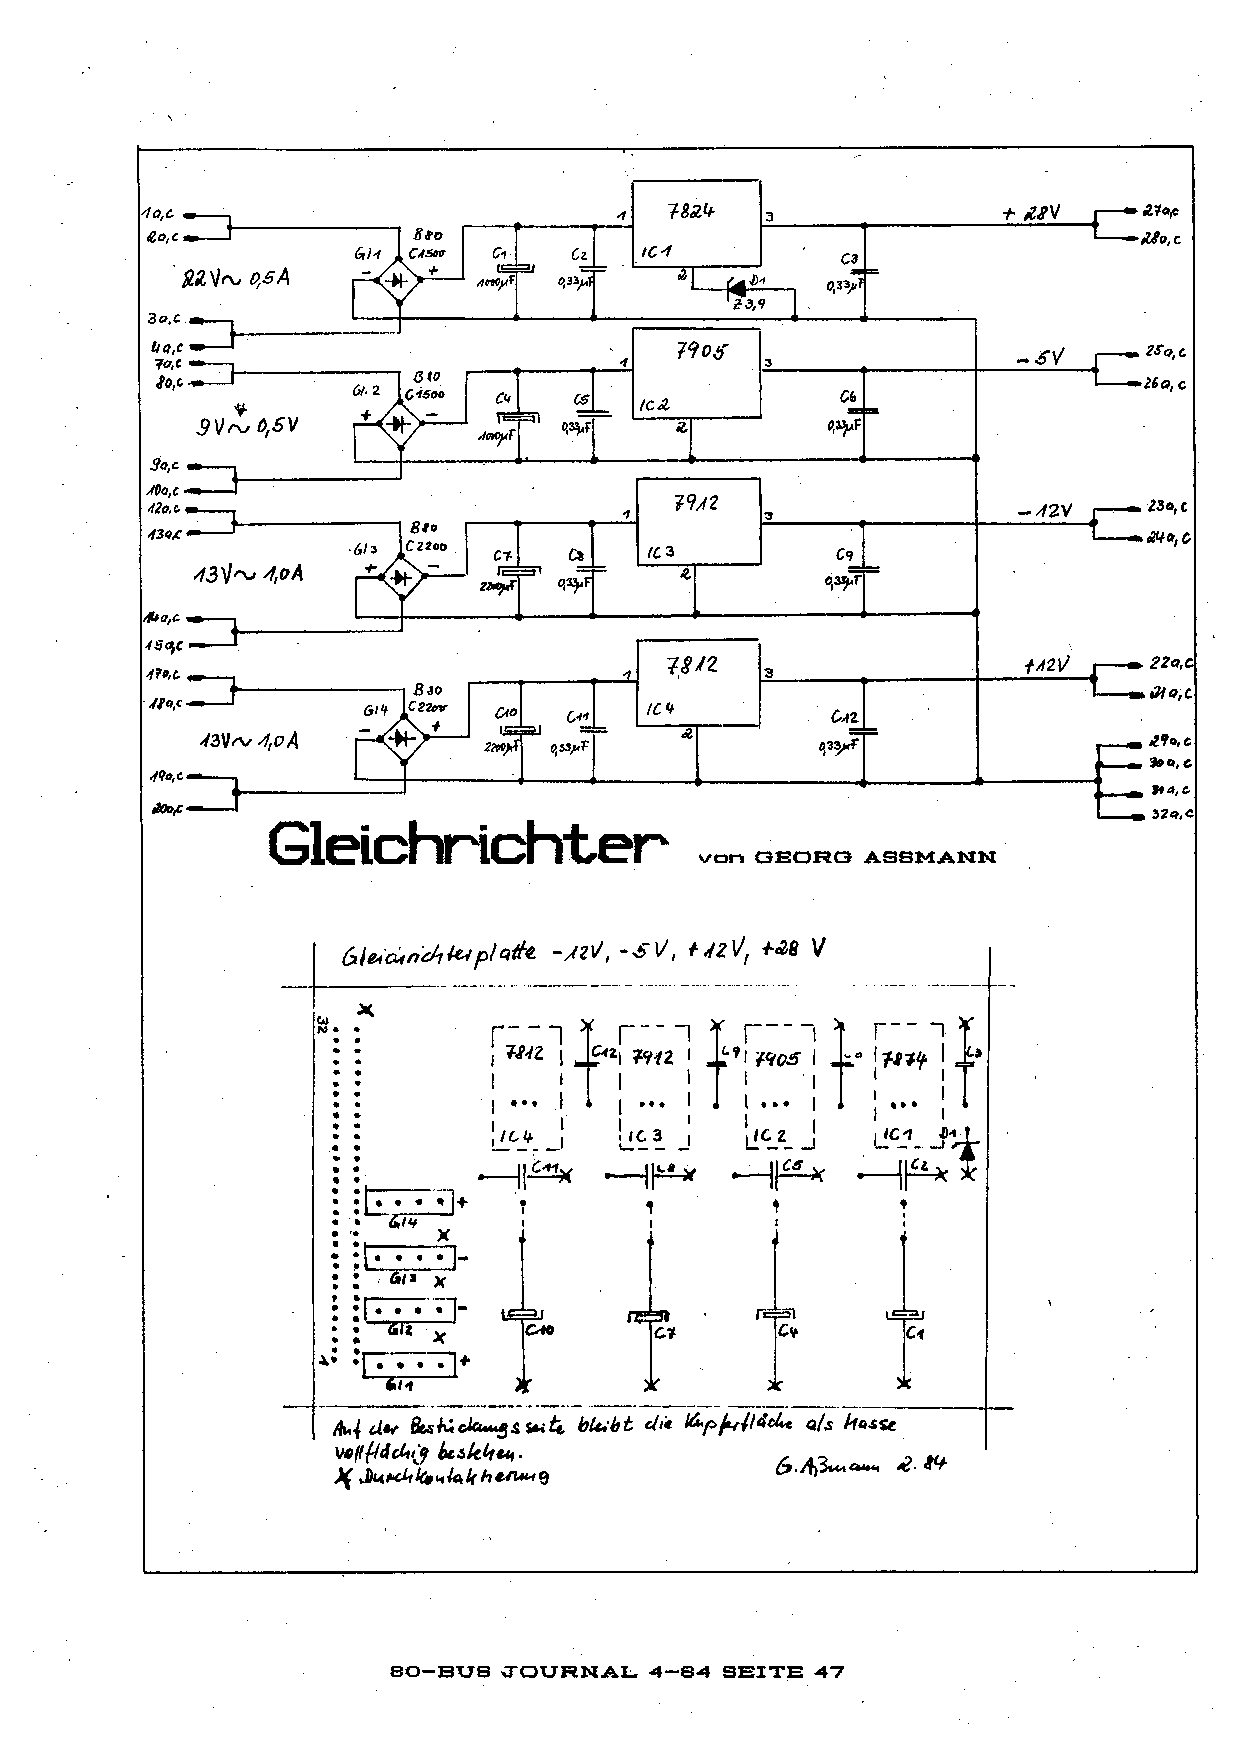 1a,c
2a,c
22V~ 0,5A
3a,c
4a,c
Gl1
B80
C1500
-
+
C1
1000µF
C2
0,33µF
1
7824
IC1
2
3
D1
Z3,9
C3
0,33µF
+ 28V
27a,c
28a,c
7a,c
8a,c
9V~ 0,5V
9a,c
10a,c
Gl.2
B80
C1500
+
-
C4
1000µF
C5
0,33µF
1
7905
IC2
2
3
C6
0,33µF
- 5V
25a,c
26a,c
12a,c
13a,c
13V~ 1,0A
14a,c
15a,c
Gl3
B80
C2200
+
-
C7
2200µF
C8
0,33µF
1
7912
IC3
2
3
C9
0,33µF
- 12V
23a,c
24a,c
17a,c
18a,c
13V~ 1,0A
19a,c
20a,c
Gl4
B80
C2200
-
+
C10
2200µF
C11
0,33µF
1
7812
IC4
2
3
C12
0,33µF
+12V
22a,c
21a,c
29a,c
30a,c
31a,c
32a,c
Gleichrichter von GEORG ASSMANN
Gleichrichterplatte -12V, -5V, +12V, +28 V
32
7812
IC4
C12
7912
IC3
C9
7905
IC2
7874
IC1
C3
D1
C11
C8
C5
C2
Gl4
+
Gl3
-
Gl2
-
Gl1
+
1
C10
C7
C4
C1
Auf der Bestückungsseite bleibt die Kupferfläche als Masse
vollflächig bestehen.
X Durchkontaktierung
G. Aßmann 2.84
80-BUS JOURNAL 4-84 SEITE 47